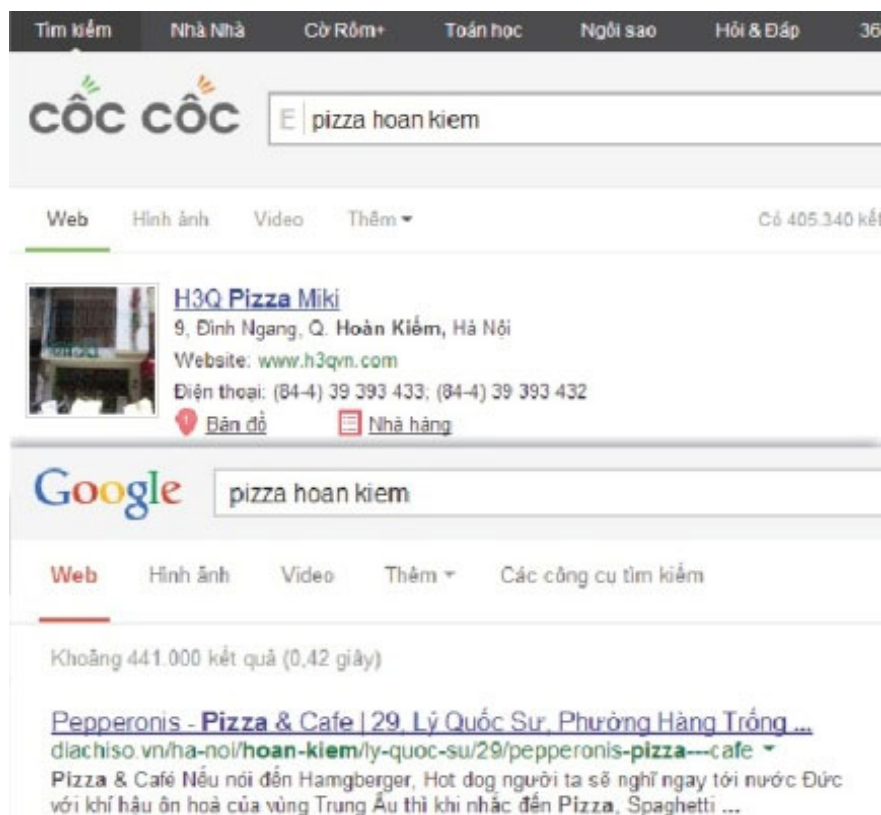 Tìm kiếm Nhà Nhà Cờ Rôm+ Toán học Ngôi sao Hỏi & Đáp 36
cốc cốc E pizza hoan kiem
Web Hình ảnh Video Thêm Có 405.340 kết
H3Q Pizza Miki
9, Đình Ngang, Q. Hoàn Kiếm, Hà Nội
Website: www.h3qvn.com
Điện thoại: (84-4) 39 393 433; (84-4) 39 393 432
Bản đồ Nhà hàng
Google pizza hoan kiem
Web Hình ảnh Video Thêm Các công cụ tìm kiếm
Khoảng 441.000 kết quả (0,42 giây)
Pepperonis - Pizza & Cafe | 29, Lý Quốc Sư, Phường Hàng Trống ...
diachiso.vn/ha-noi/hoan-kiem/ly-quoc-su/29/pepperonis-pizza---cafe
Pizza & Café Nếu nói đến Hamgberger, Hot dog người ta sẽ nghĩ ngay tới nước Đức
với khí hậu ôn hoà của vùng Trung Âu thì khi nhắc đến Pizza, Spaghetti ...